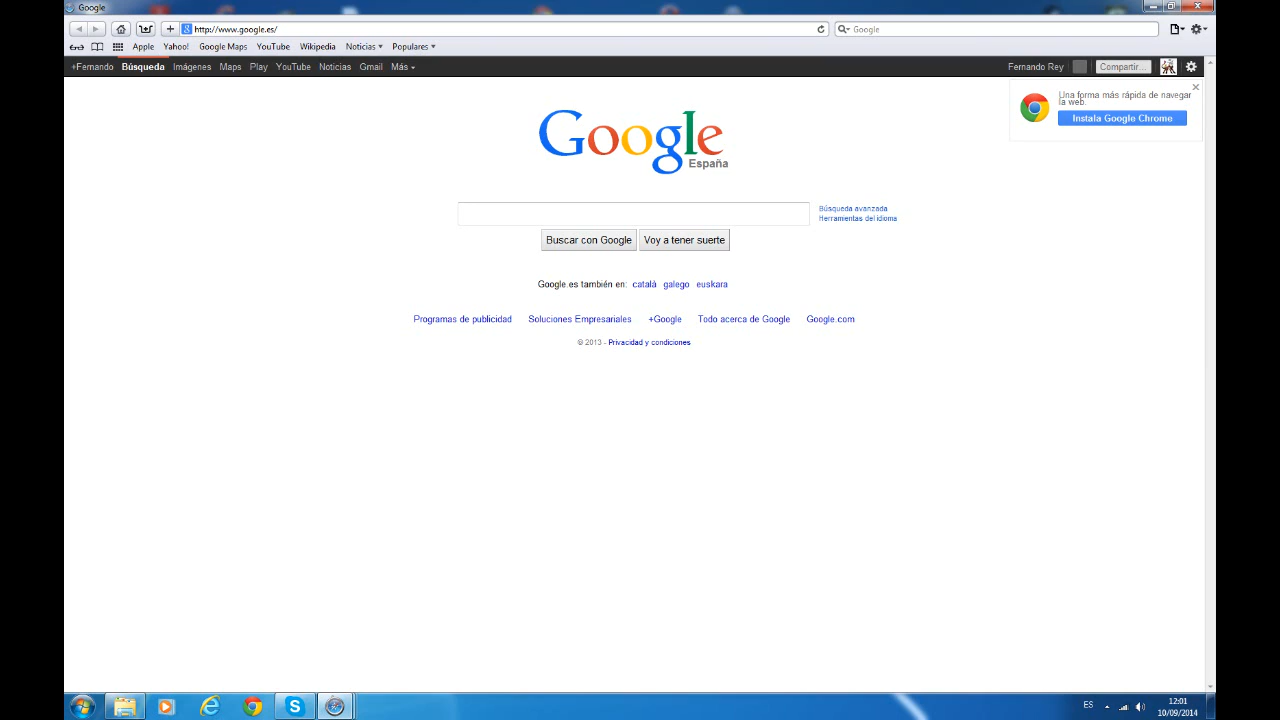 Google
http://www.google.es/
Google
Apple Yahoo! Google Maps YouTube Wikipedia Noticias Populares
+Fernando Búsqueda Imágenes Maps Play YouTube Noticias Gmail Más
Fernando Rey Compartir...
Una forma más rápida de navegar
la web.
Instala Google Chrome
Google
España
Búsqueda avanzada
Herramientas del idioma
Buscar con Google Voy a tener suerte
Google.es también en: català galego euskara
Programas de publicidad Soluciones Empresariales +Google Todo acerca de Google Google.com
© 2013 - Privacidad y condiciones
ES
12:01
10/09/2014